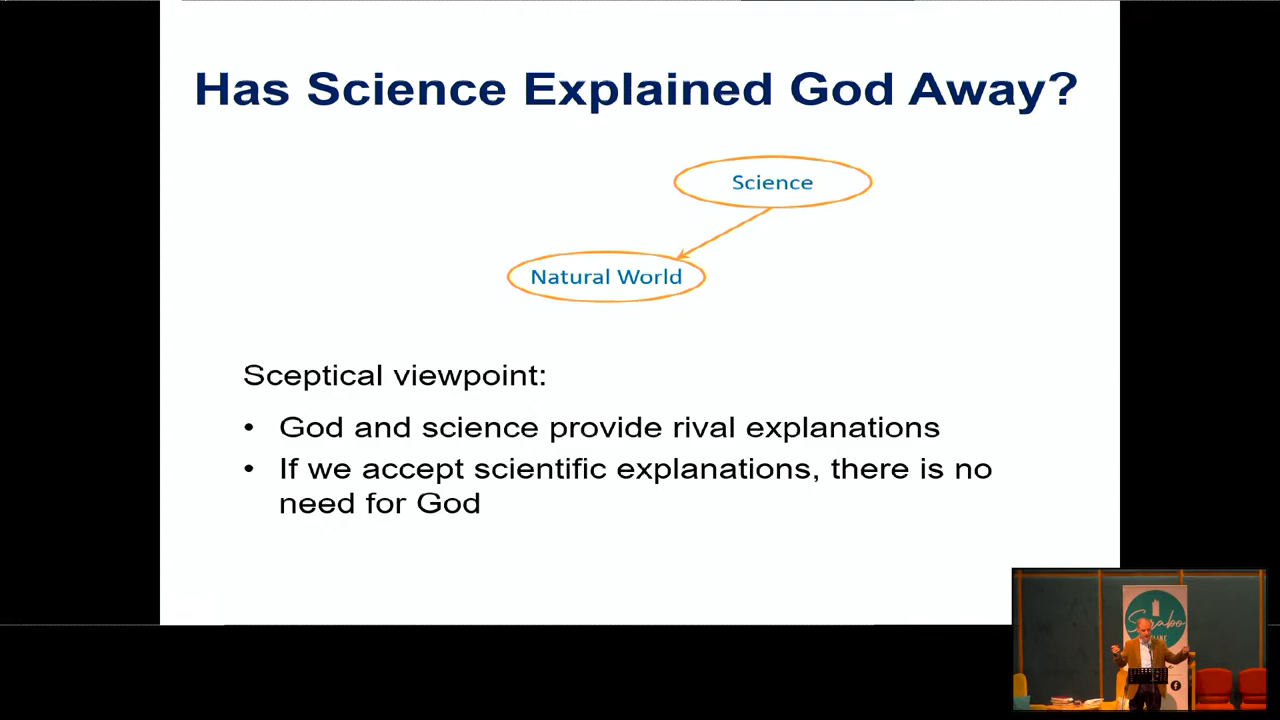 Has Science Explained God Away?
Science
Natural World
Sceptical viewpoint:
• God and science provide rival explanations
• If we accept scientific explanations, there is no
need for God